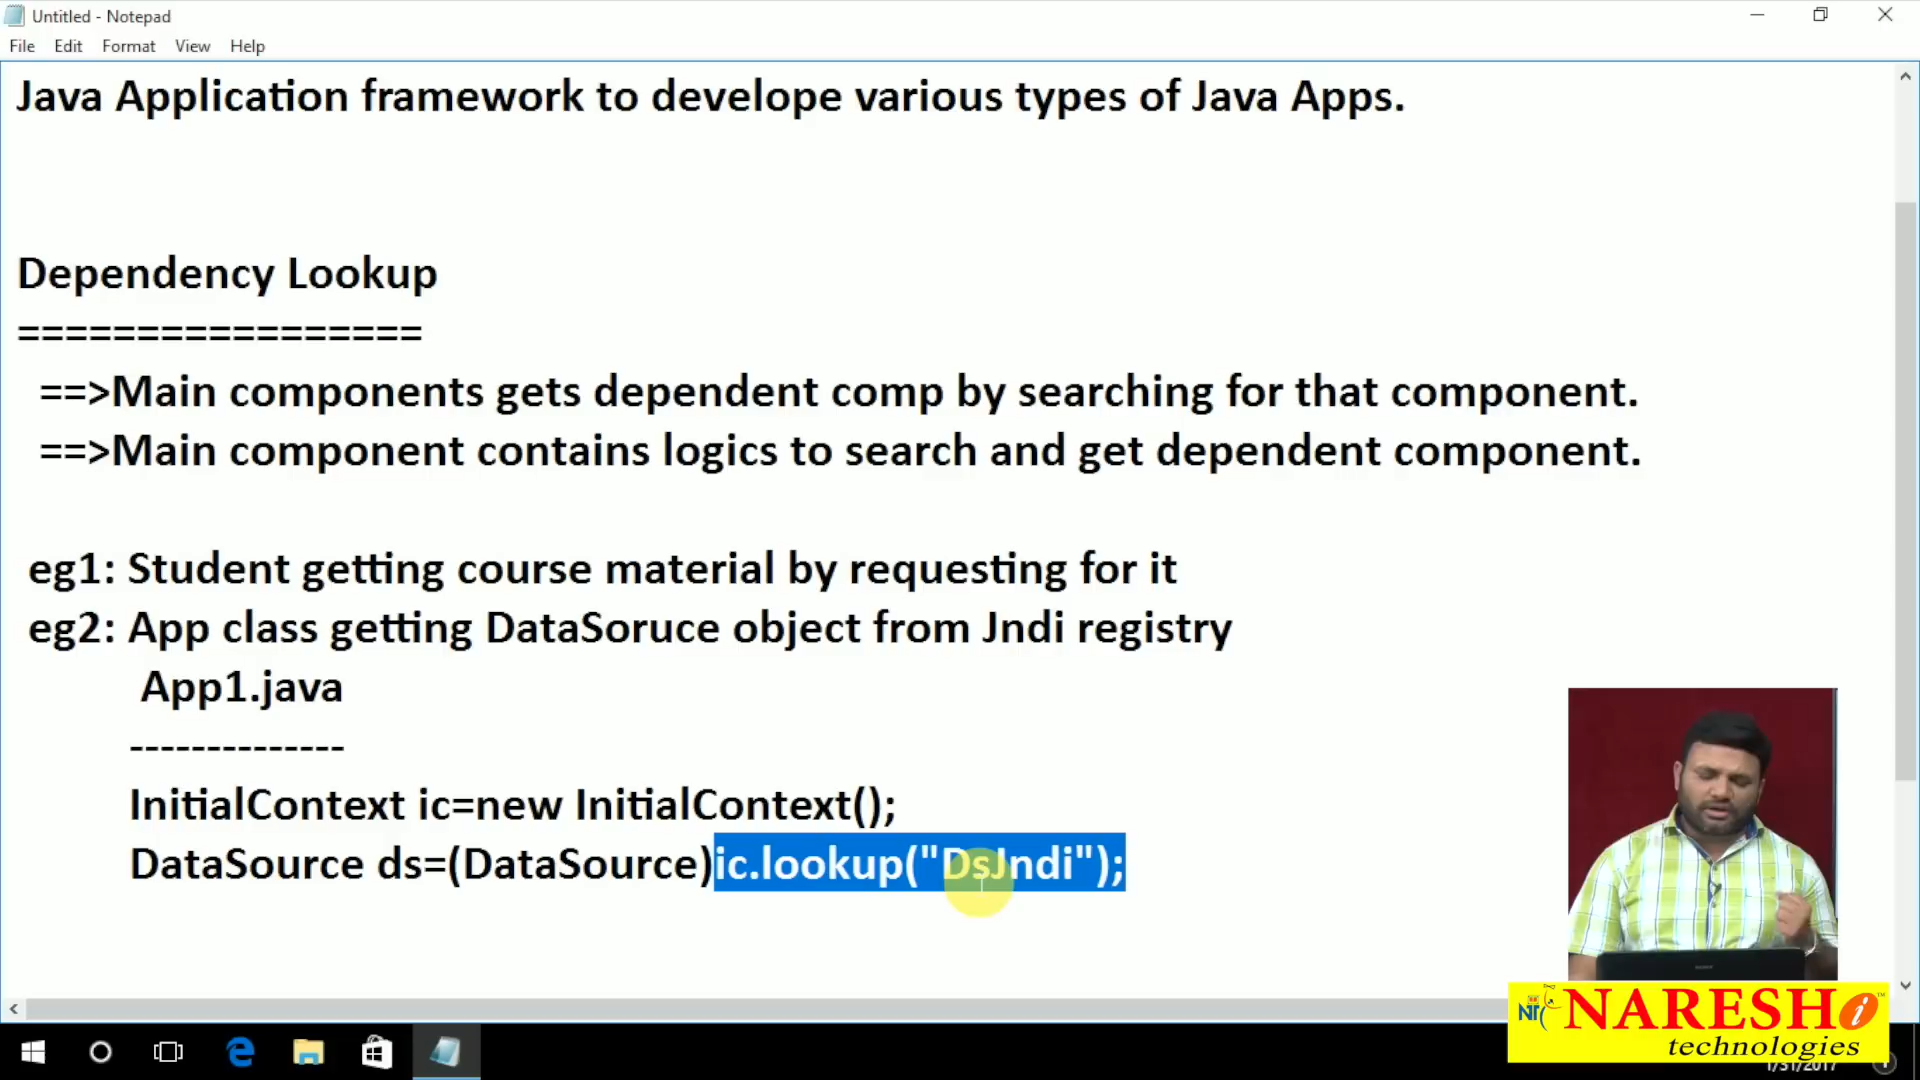 Untitled - Notepad
File Edit Format View Help
Java Application framework to develope various types of Java Apps.
Dependency Lookup
=================
==>Main components gets dependent comp by searching for that component.
==>Main component contains logics to search and get dependent component.
eg1: Student getting course material by requesting for it
eg2: App class getting DataSoruce object from Jndi registry
App1.java
--------------
InitialContext ic=new InitialContext();
DataSource ds=(DataSource)ic.lookup("DsJndi");
NARESH i
technologies